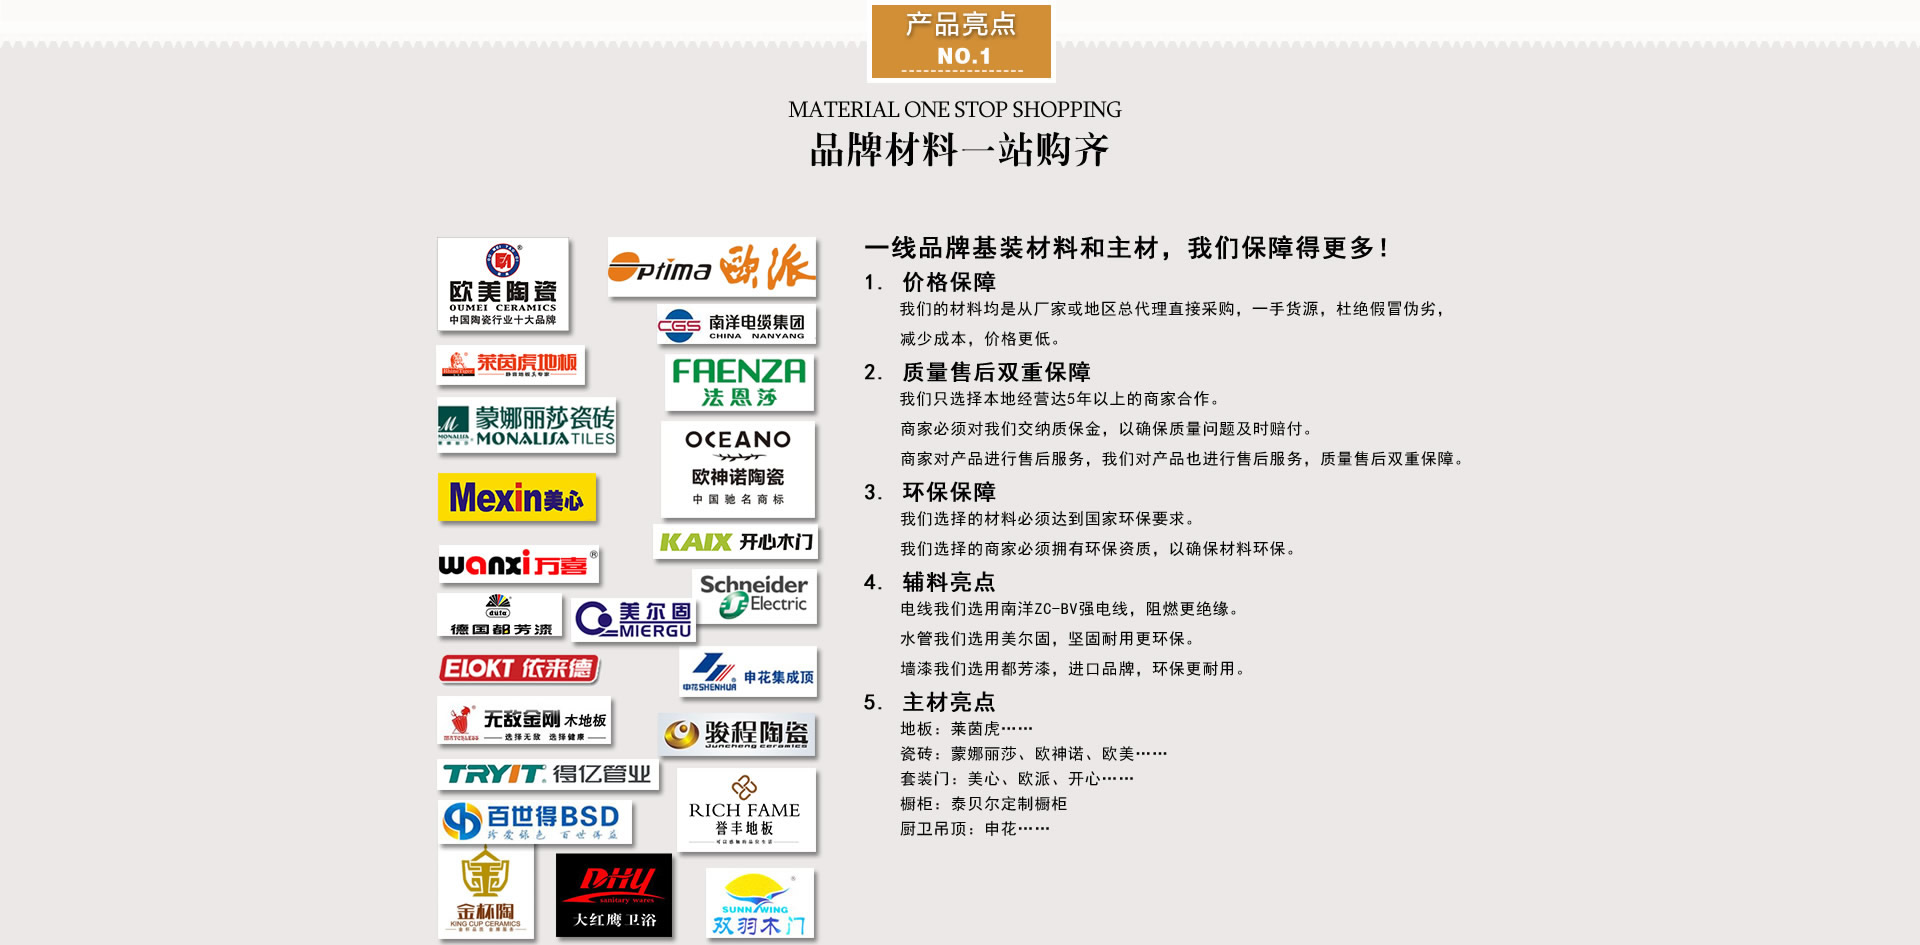 产品亮点
NO.1
MATERIAL ONE STOP SHOPPING
品牌材料一站购齐
欧美陶瓷
OUMEI CERAMICS
中国陶瓷行业十大品牌
Optima 欧派
CGS 南洋电缆集团
CHINA NANYANG
莱茵虎地板
FAENZA
法恩莎
蒙娜丽莎瓷砖
MONALISA TILES
MONALISA
OCEANO
欧神诺陶瓷
中国驰名商标
Mexin美心
KAIX 开心木门
wanxi万喜®
Schneider
Electric
dufa
德国都芳漆
美尔固
MIERGU
ELOKT 依来德
申花SHENHUA 申花集成顶
无敌金刚木地板
MATCHLESS 选择无敌 选择健康
骏程陶瓷
Juncheng ceramics
TRYIT 得亿管业
百世得BSD
珍爱绿色 百世得益
RICH FAME
誉丰地板
金杯陶
KING CUP CERAMICS
DHY
sanitary wares
大红鹰卫浴
SUNNWING
双羽木门
一线品牌基装材料和主材，我们保障得更多！
1. 价格保障
我们的材料均是从厂家或地区总代理直接采购，一手货源，杜绝假冒伪劣，
减少成本，价格更低。
2. 质量售后双重保障
我们只选择本地经营达5年以上的商家合作。
商家必须对我们交纳质保金，以确保质量问题及时赔付。
商家对产品进行售后服务，我们对产品也进行售后服务，质量售后双重保障。
3. 环保保障
我们选择的材料必须达到国家环保要求。
我们选择的商家必须拥有环保资质，以确保材料环保。
4. 辅料亮点
电线我们选用南洋ZC-BV强电线，阻燃更绝缘。
水管我们选用美尔固，坚固耐用更环保。
墙漆我们选用都芳漆，进口品牌，环保更耐用。
5. 主材亮点
地板：莱茵虎……
瓷砖：蒙娜丽莎、欧神诺、欧美……
套装门：美心、欧派、开心……
橱柜：泰贝尔定制橱柜
厨卫吊顶：申花……